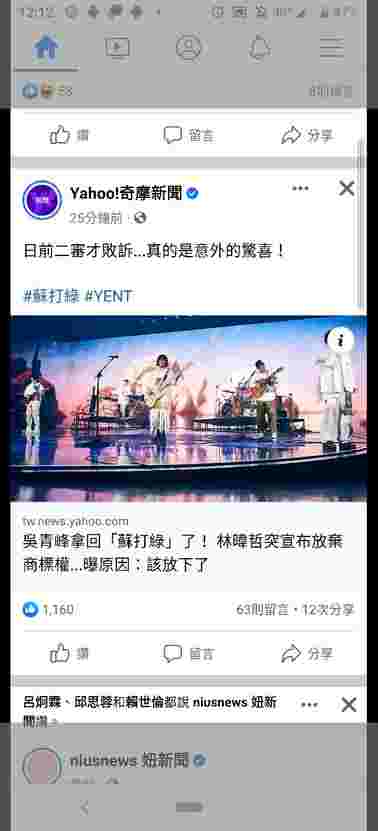 12:12
58
8則留言
讚 留言 分享
Yahoo!奇摩新聞
25分鐘前
日前二審才敗訴...真的是意外的驚喜！
#蘇打綠 #YENT
tw.news.yahoo.com
吳青峰拿回「蘇打綠」了！ 林暐哲突宣布放棄
商標權...曝原因：該放下了
1,160
63則留言・12次分享
讚 留言 分享
呂炯霖、邱思蓉和賴世倫都說 niusnews 妞新
聞讚。
niusnews 妞新聞